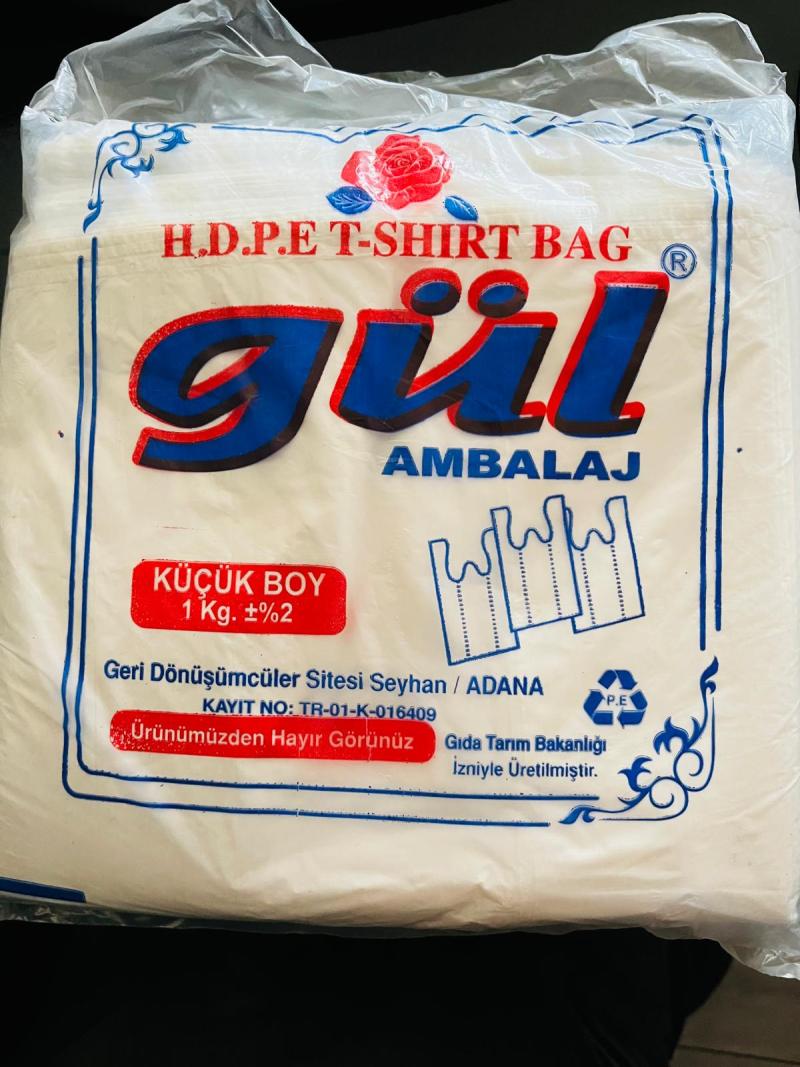 H.D.P.E T-SHIRT BAG
gül ®
AMBALAJ
KÜÇÜK BOY
1 Kg. ±%2
Geri Dönüşümcüler Sitesi Seyhan / ADANA
KAYIT NO: TR-01-K-016409
P.E
Ürünümüzden Hayır Görünüz
Gıda Tarım Bakanlığı
İzniyle Üretilmiştir.